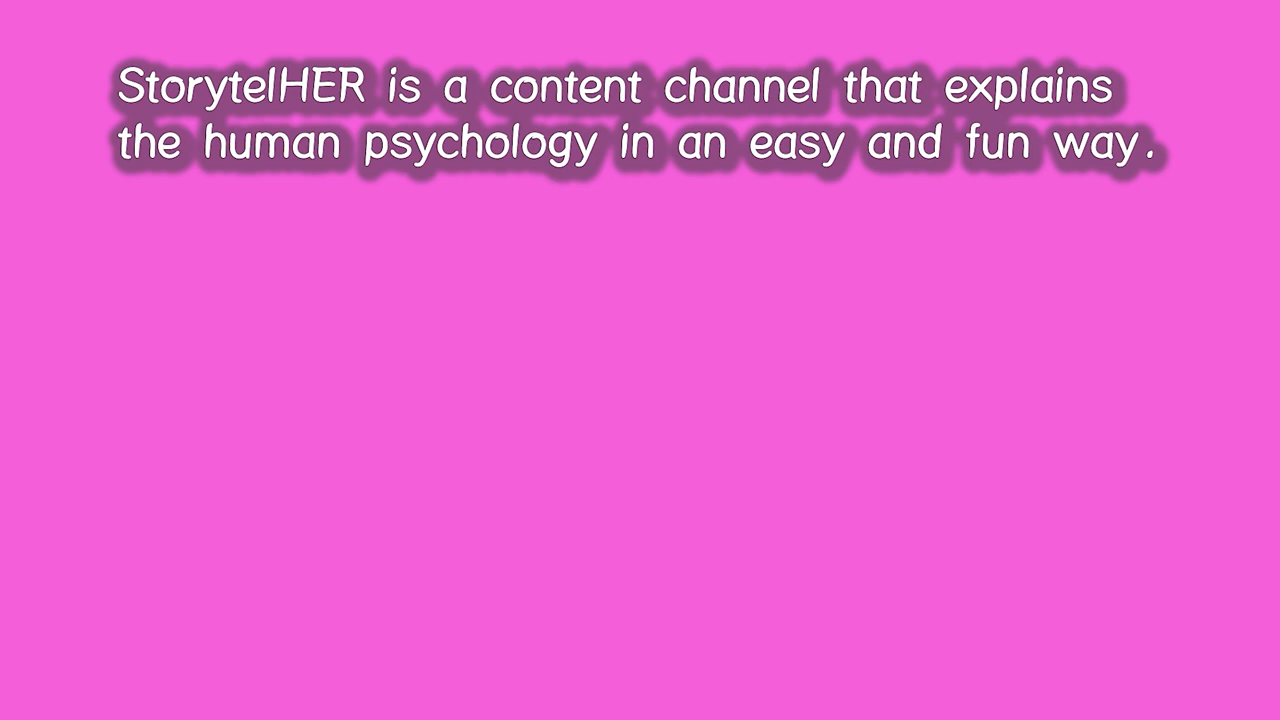 StorytelHER is a content channel that explains
the human psychology in an easy and fun way.